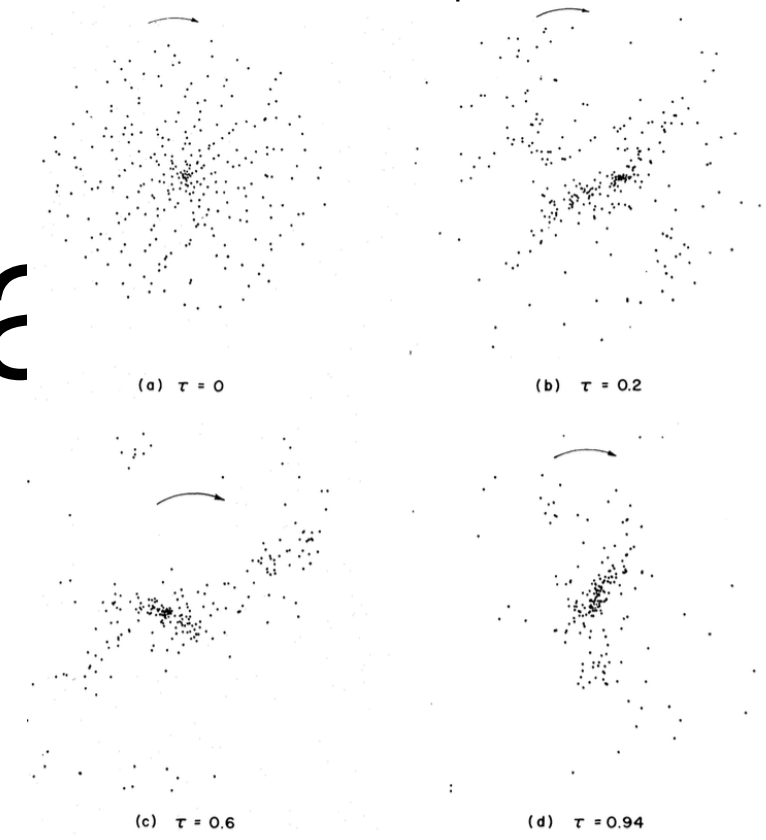 (a) τ = 0
(b) τ = 0.2
(c) τ = 0.6
(d) τ = 0.94